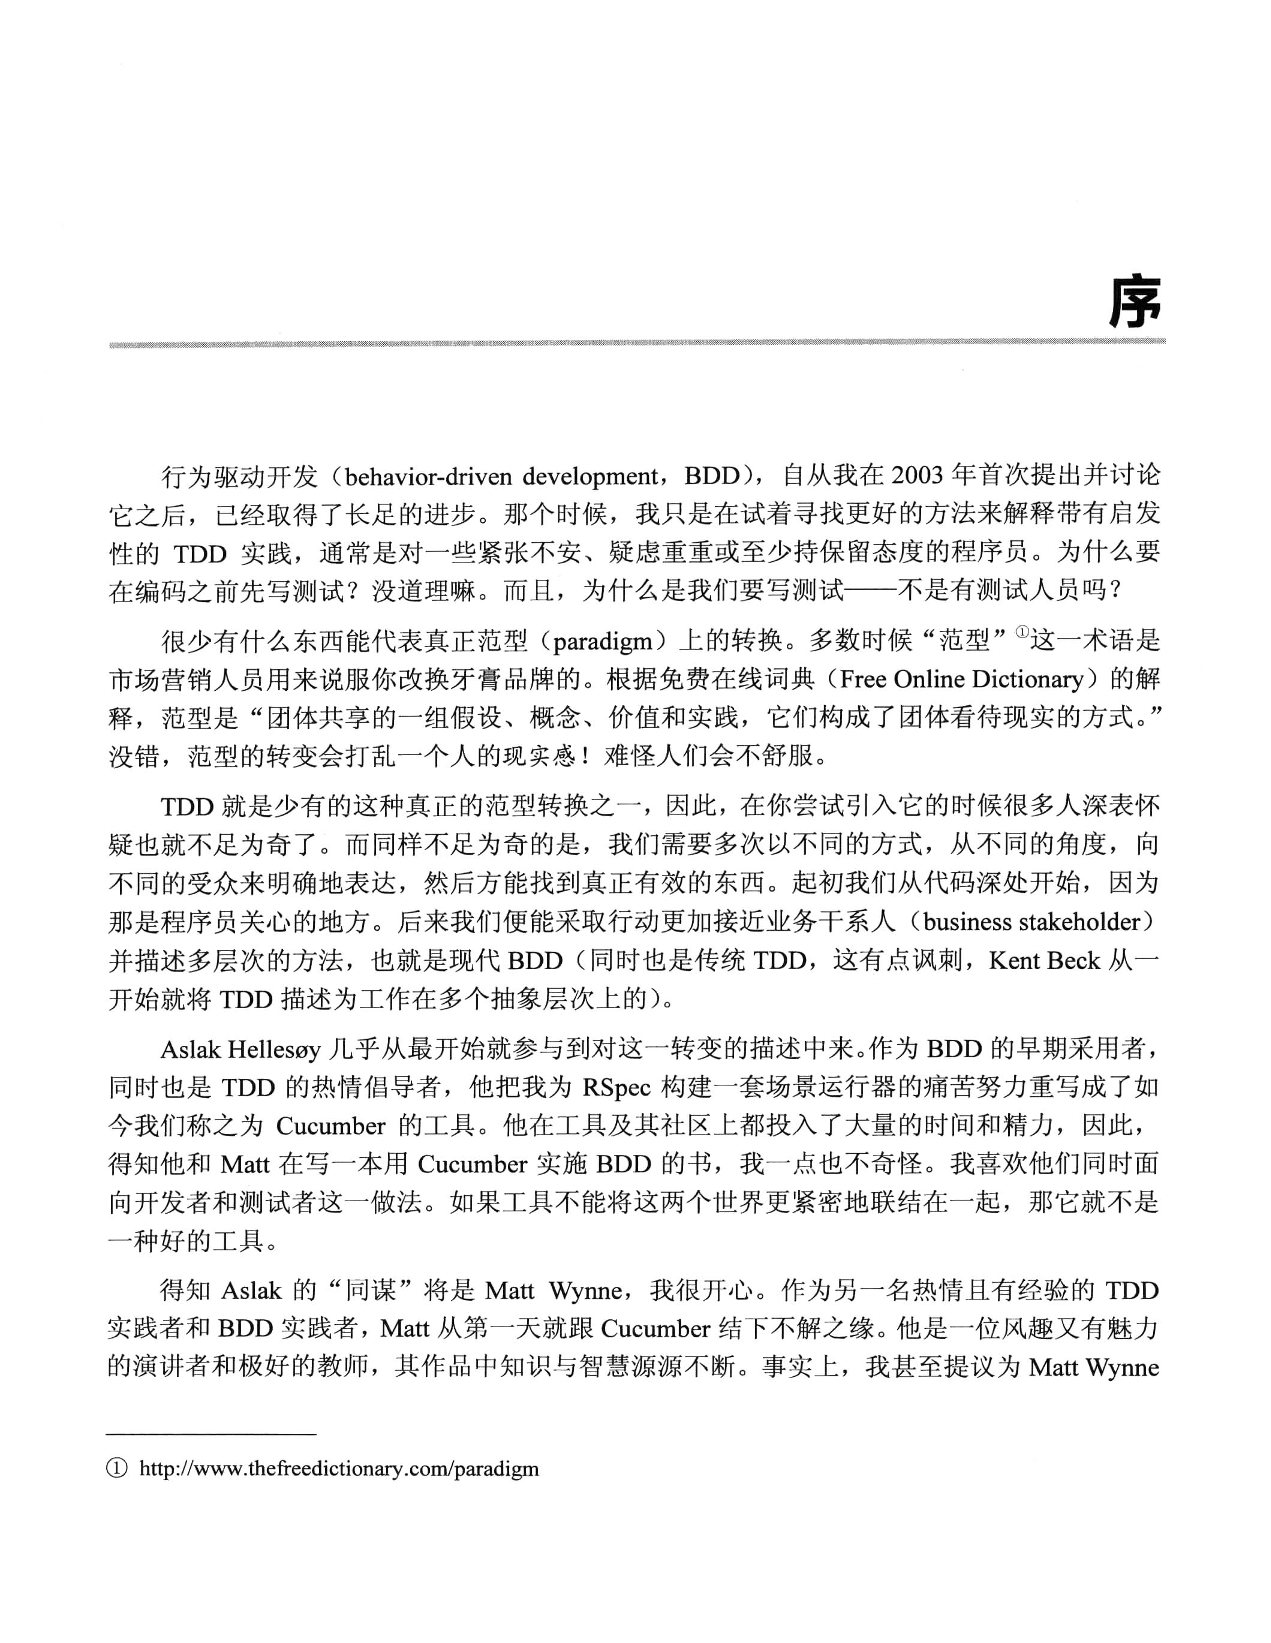 序
行为驱动开发（behavior-driven development，BDD），自从我在 2003 年首次提出并讨论
它之后，已经取得了长足的进步。那个时候，我只是在试着寻找更好的方法来解释带有启发
性的 TDD 实践，通常是对一些紧张不安、疑虑重重或至少持保留态度的程序员。为什么要
在编码之前先写测试？没道理嘛。而且，为什么是我们要写测试——不是有测试人员吗？
很少有什么东西能代表真正范型（paradigm）上的转换。多数时候“范型”①这一术语是
市场营销人员用来说服你改换牙膏品牌的。根据免费在线词典（Free Online Dictionary）的解
释，范型是“团体共享的一组假设、概念、价值和实践，它们构成了团体看待现实的方式。”
没错，范型的转变会打乱一个人的现实感！难怪人们会不舒服。
TDD 就是少有的这种真正的范型转换之一，因此，在你尝试引入它的时候很多人深表怀
疑也就不足为奇了。而同样不足为奇的是，我们需要多次以不同的方式，从不同的角度，向
不同的受众来明确地表达，然后方能找到真正有效的东西。起初我们从代码深处开始，因为
那是程序员关心的地方。后来我们便能采取行动更加接近业务干系人（business stakeholder）
并描述多层次的方法，也就是现代 BDD（同时也是传统 TDD，这有点讽刺，Kent Beck 从一
开始就将 TDD 描述为工作在多个抽象层次上的）。
Aslak Hellesøy 几乎从最开始就参与到对这一转变的描述中来。作为 BDD 的早期采用者，
同时也是 TDD 的热情倡导者，他把我为 RSpec 构建一套场景运行器的痛苦努力重写成了如
今我们称之为 Cucumber 的工具。他在工具及其社区上都投入了大量的时间和精力，因此，
得知他和 Matt 在写一本用 Cucumber 实施 BDD 的书，我一点也不奇怪。我喜欢他们同时面
向开发者和测试者这一做法。如果工具不能将这两个世界更紧密地联结在一起，那它就不是
一种好的工具。
得知 Aslak 的“同谋”将是 Matt Wynne，我很开心。作为另一名热情且有经验的 TDD
实践者和 BDD 实践者，Matt 从第一天就跟 Cucumber 结下不解之缘。他是一位风趣又有魅力
的演讲者和极好的教师，其作品中知识与智慧源源不断。事实上，我甚至提议为 Matt Wynne
① http://www.thefreedictionary.com/paradigm